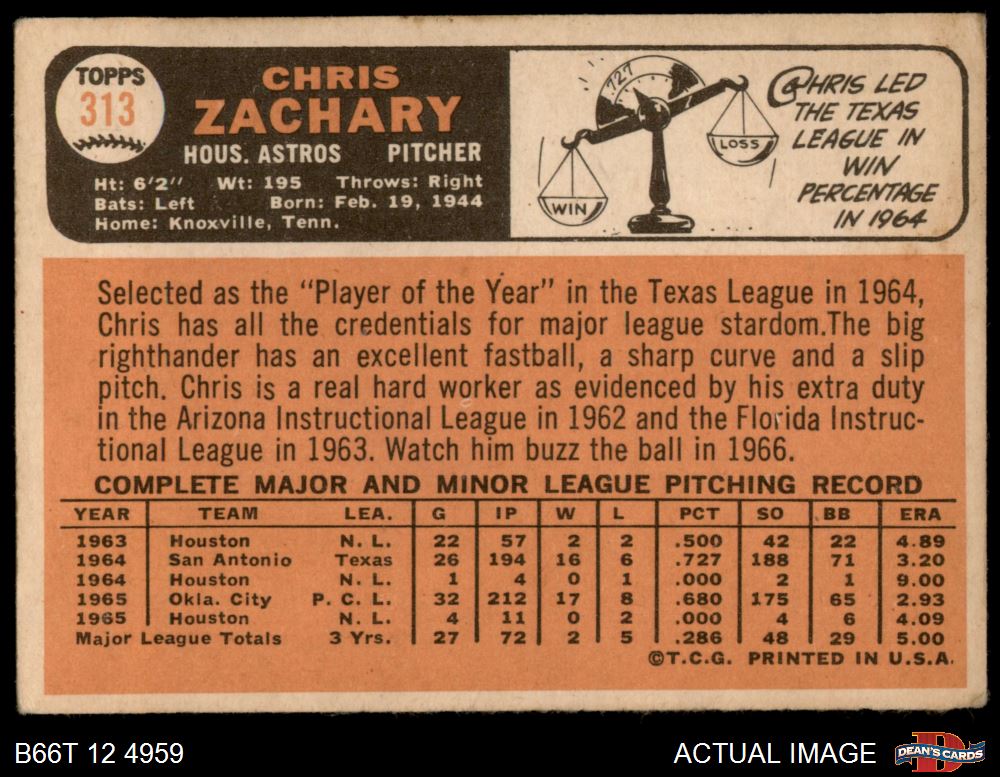 TOPPS
313
CHRIS
ZACHARY
HOUS. ASTROS PITCHER
Ht: 6'2" Wt: 195 Throws: Right
Bats: Left Born: Feb. 19, 1944
Home: Knoxville, Tenn.
.727
WIN
LOSS
CHRIS LED
THE TEXAS
LEAGUE IN
WIN
PERCENTAGE
IN 1964
Selected as the "Player of the Year" in the Texas League in 1964,
Chris has all the credentials for major league stardom.The big
righthander has an excellent fastball, a sharp curve and a slip
pitch. Chris is a real hard worker as evidenced by his extra duty
in the Arizona Instructional League in 1962 and the Florida Instruc-
tional League in 1963. Watch him buzz the ball in 1966.
COMPLETE MAJOR AND MINOR LEAGUE PITCHING RECORD
YEAR TEAM LEA. G IP W L PCT SO BB ERA
1963 Houston N. L. 22 57 2 2 .500 42 22 4.89
1964 San Antonio Texas 26 194 16 6 .727 188 71 3.20
1964 Houston N. L. 1 4 0 1 .000 2 1 9.00
1965 Okla. City P. C. L. 32 212 17 8 .680 175 65 2.93
1965 Houston N. L. 4 11 0 2 .000 4 6 4.09
Major League Totals 3 Yrs. 27 72 2 5 .286 48 29 5.00
©T.C.G. PRINTED IN U.S.A.
B66T 12 4959
ACTUAL IMAGE
DEAN'S CARDS